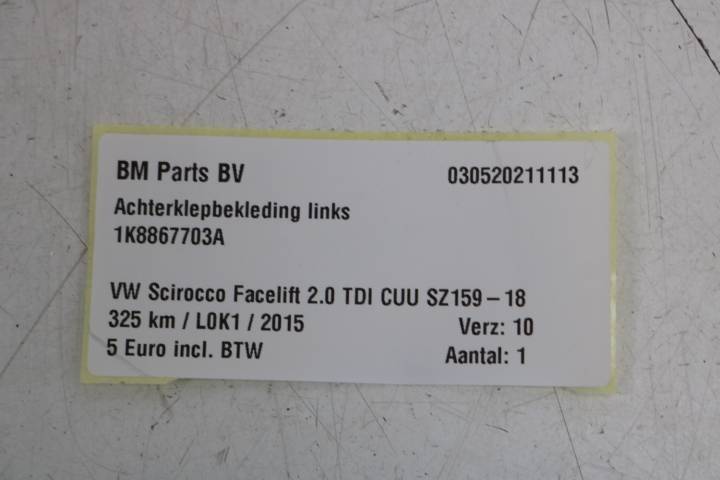 BM Parts BV 030520211113
Achterklepbekleding links
1K8867703A
VW Scirocco Facelift 2.0 TDI CUU SZ159-18
325 km / L0K1 / 2015 Verz: 10
5 Euro incl. BTW Aantal: 1